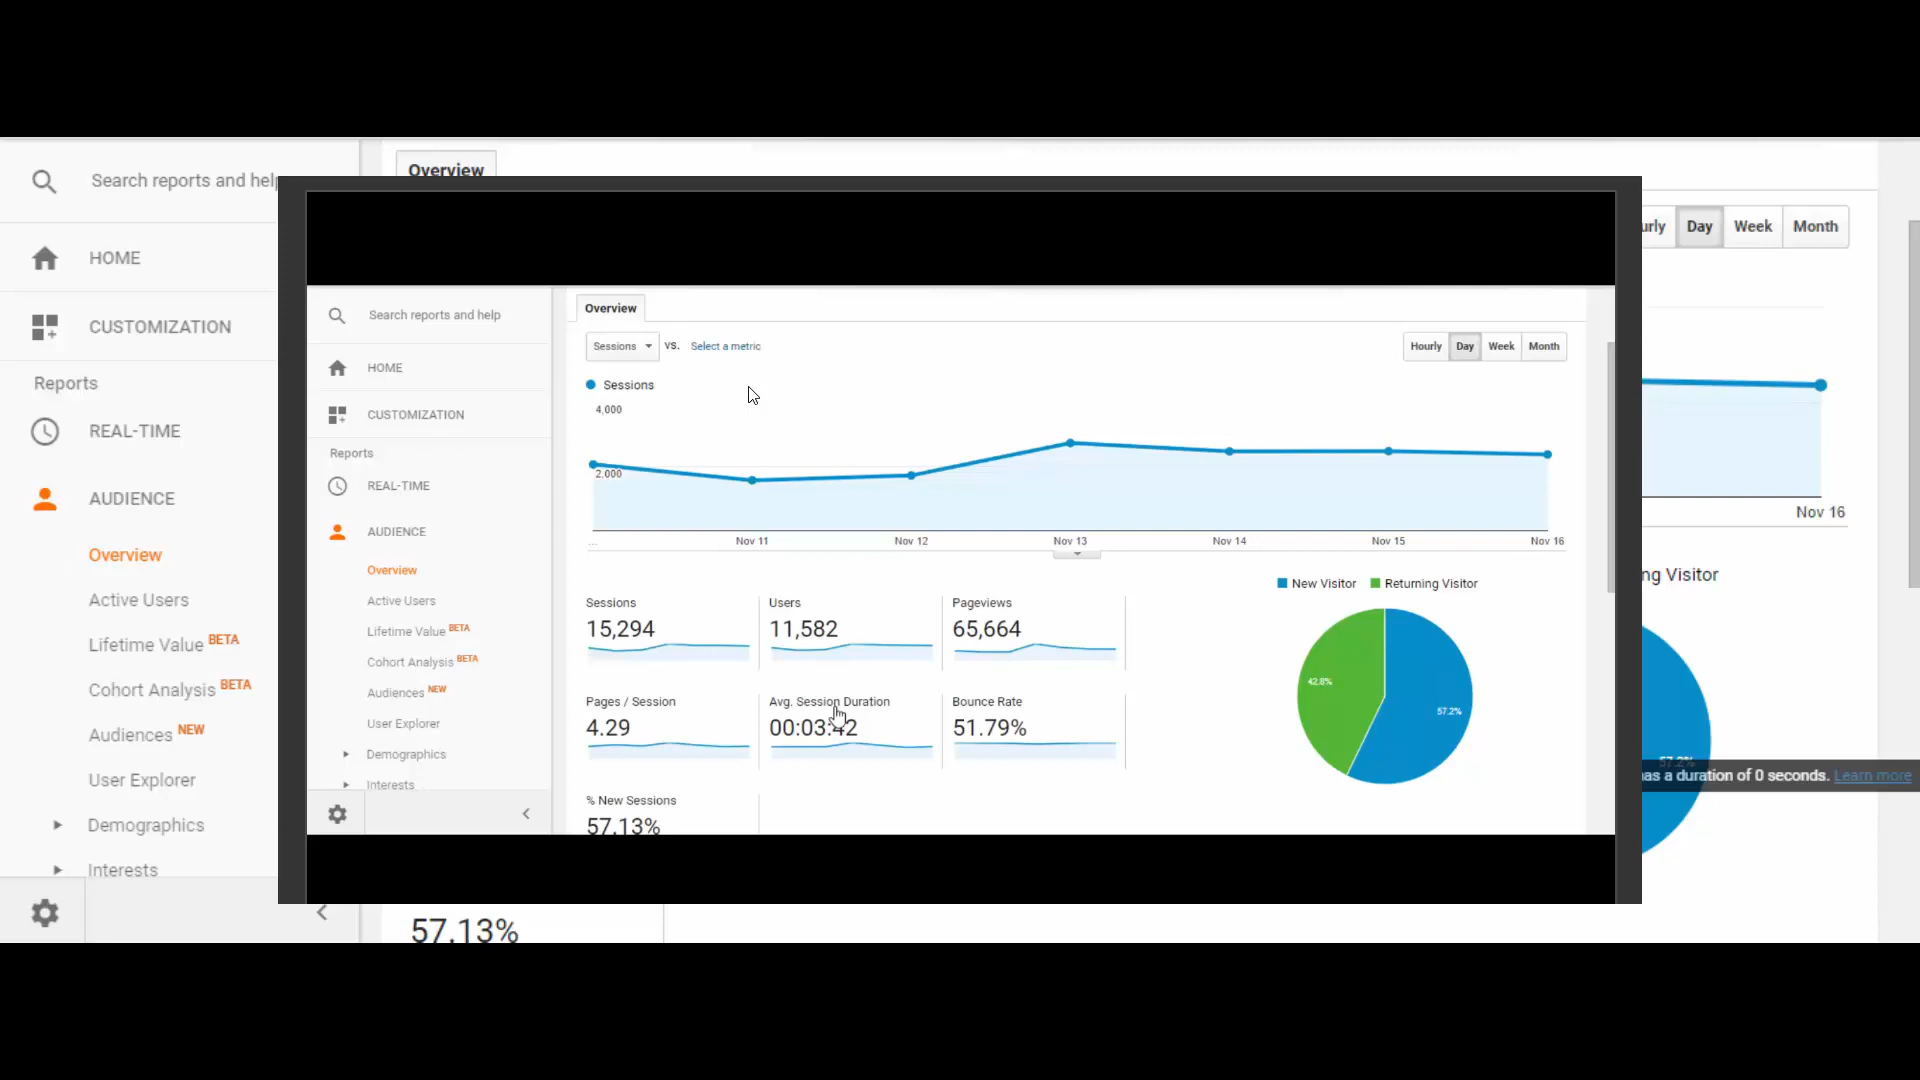 Overview
Search reports and help
HOME
CUSTOMIZATION
Reports
REAL-TIME
AUDIENCE
Overview
Active Users
Lifetime Value BETA
Cohort Analysis BETA
Audiences NEW
User Explorer
Demographics
Interests
57.13%
Overview
Search reports and help
HOME
CUSTOMIZATION
Reports
REAL-TIME
AUDIENCE
Overview
Active Users
Lifetime Value BETA
Cohort Analysis BETA
Audiences NEW
User Explorer
Demographics
Interests
Sessions VS. Select a metric
Hourly Day Week Month
Sessions
4,000
2,000
... Nov 11 Nov 12 Nov 13 Nov 14 Nov 15 Nov 16
Sessions Users Pageviews
15,294 11,582 65,664
Pages / Session Avg. Session Duration Bounce Rate
4.29 00:03:42 51.79%
% New Sessions
57.13%
New Visitor Returning Visitor
42.8%
57.2%
urly Day Week Month
Nov 16
ng Visitor
57.2%
as a duration of 0 seconds. Learn more